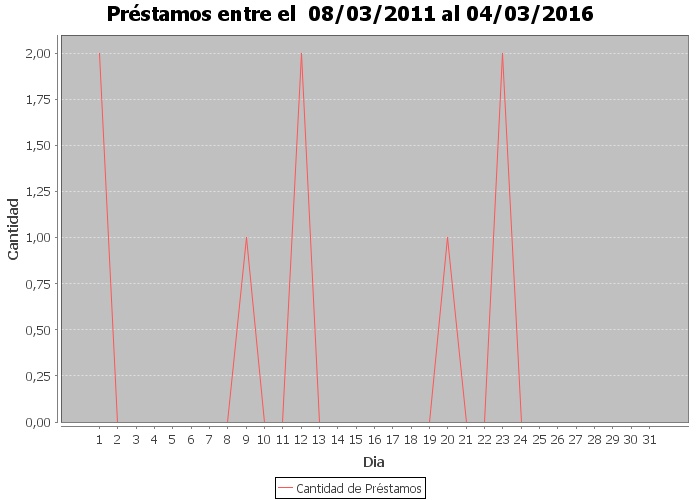 Préstamos entre el  08/03/2011 al 04/03/2016
2,00
1,75
1,50
1,25
1,00
0,75
0,50
0,25
0,00
Cantidad
1 2 3 4 5 6 7 8 9 10 11 12 13 14 15 16 17 18 19 20 21 22 23 24 25 26 27 28 29 30 31
Dia
Cantidad de Préstamos